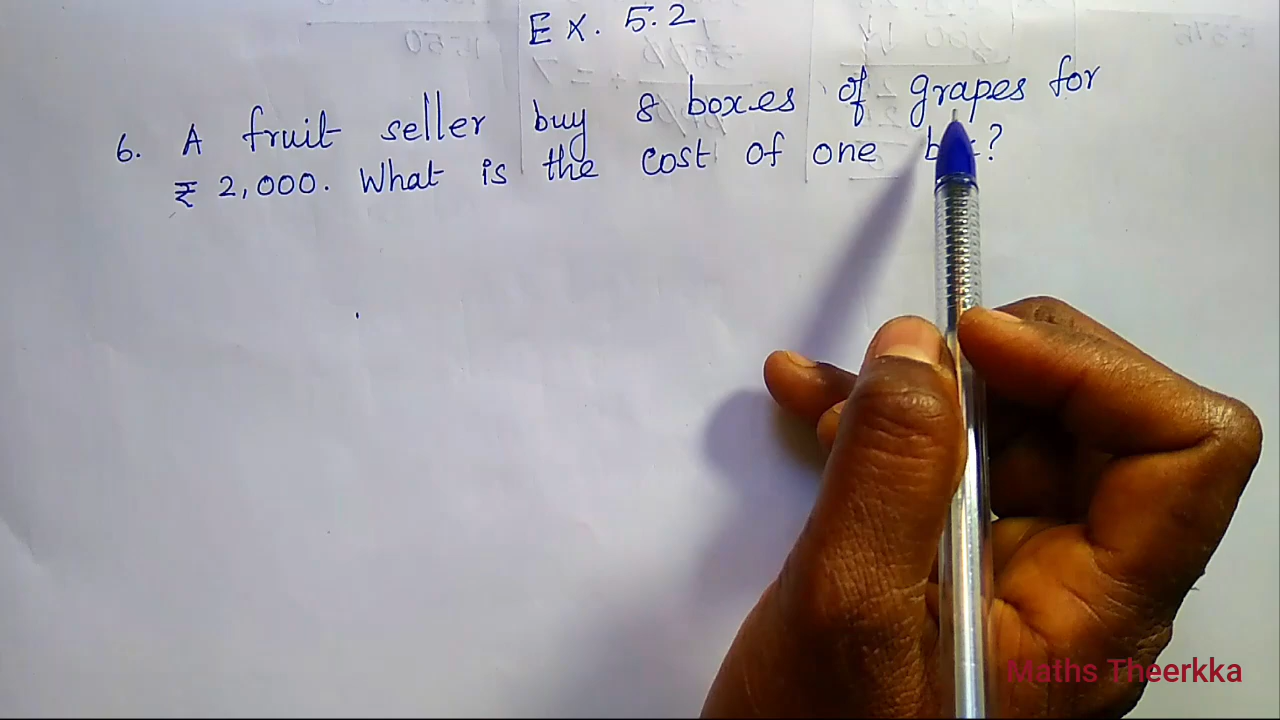 Ex. 5.2
6. A fruit seller buy 8 boxes of grapes for
₹ 2,000. What is the cost of one ?
Maths Theerkka